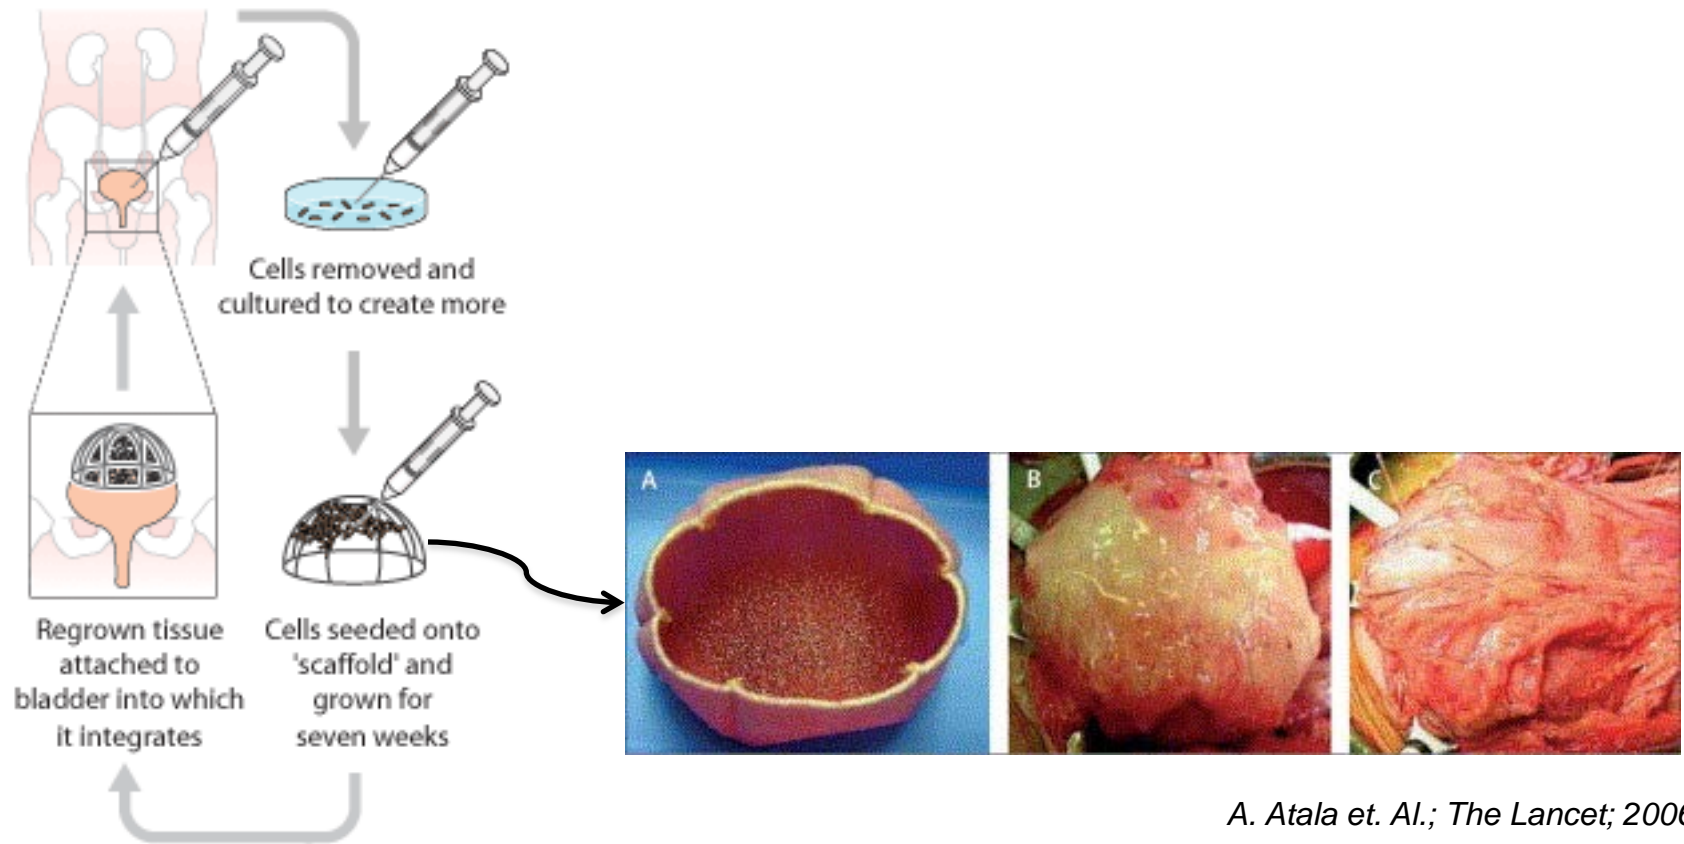 Cells removed and
cultured to create more
Regrown tissue
attached to
bladder into which
it integrates
Cells seeded onto
'scaffold' and
grown for
seven weeks
A
B
C
A. Atala et. Al.; The Lancet; 2006